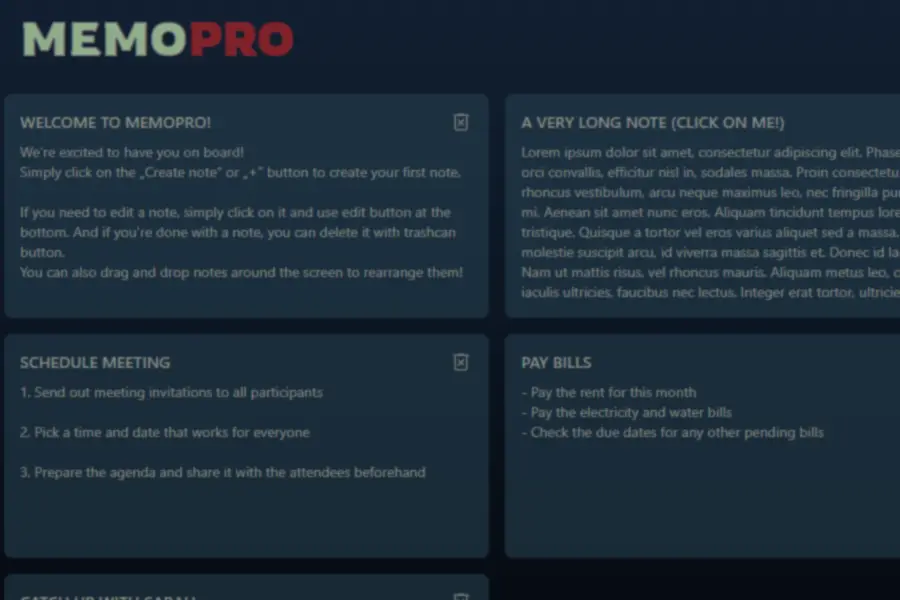 MEMOPRO
WELCOME TO MEMOPRO!
We're excited to have you on board!
Simply click on the „Create note” or „+” button to create your first note.
If you need to edit a note, simply click on it and use edit button at the
bottom. And if you're done with a note, you can delete it with trashcan
button.
You can also drag and drop notes around the screen to rearrange them!
A VERY LONG NOTE (CLICK ON ME!)
Lorem ipsum dolor sit amet, consectetur adipiscing elit. Phase
orci convallis, efficitur nisl in, sodales massa. Proin consectetu
rhoncus vestibulum, arcu neque maximus leo, nec fringilla pu
mi. Aenean sit amet nunc eros. Aliquam tincidunt tempus lore
tristique. Quisque a tortor vel eros varius aliquet sed a massa.
molestie suscipit arcu, id viverra massa sagittis et. Donec id la
Nam ut mattis risus, vel rhoncus mauris. Aliquam metus leo, c
iaculis ultricies, faucibus nec lectus. Integer erat tortor, ultricie
SCHEDULE MEETING
1. Send out meeting invitations to all participants
2. Pick a time and date that works for everyone
3. Prepare the agenda and share it with the attendees beforehand
PAY BILLS
- Pay the rent for this month
- Pay the electricity and water bills
- Check the due dates for any other pending bills
CATCH UP WITH SARAH